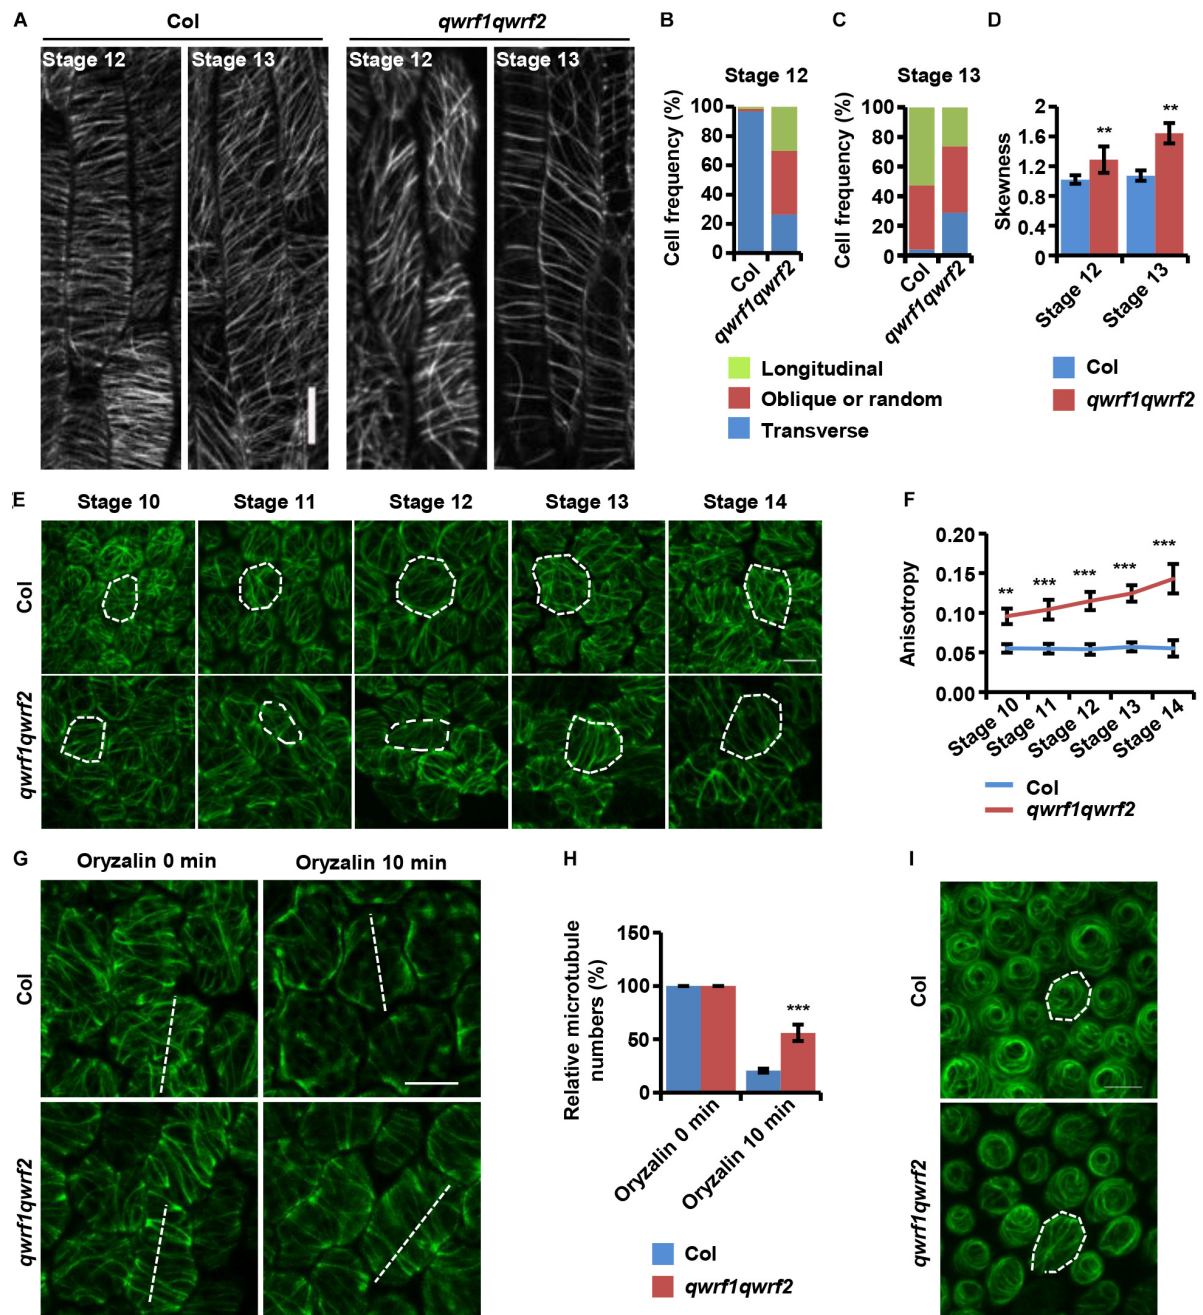 A
Col
qwrf1qwrf2
Stage 12
Stage 13
Stage 12
Stage 13
B
Stage 12
Cell frequency (%)
100
80
60
40
20
0
Col
qwrf1qwrf2
C
Stage 13
Cell frequency (%)
100
80
60
40
20
0
Col
qwrf1qwrf2
Longitudinal
Oblique or random
Transverse
D
Skewness
2
1.6
1.2
0.8
0.4
0
**
**
Stage 12
Stage 13
Col
qwrf1qwrf2
E
Stage 10
Stage 11
Stage 12
Stage 13
Stage 14
Col
qwrf1qwrf2
F
Anisotropy
0.20
0.15
0.10
0.05
0.00
**
***
***
***
***
Stage 10
Stage 11
Stage 12
Stage 13
Stage 14
Col
qwrf1qwrf2
G
Oryzalin 0 min
Oryzalin 10 min
Col
qwrf1qwrf2
H
Relative microtubule
numbers (%)
150
100
50
0
***
Oryzalin 0 min
Oryzalin 10 min
Col
qwrf1qwrf2
I
Col
qwrf1qwrf2